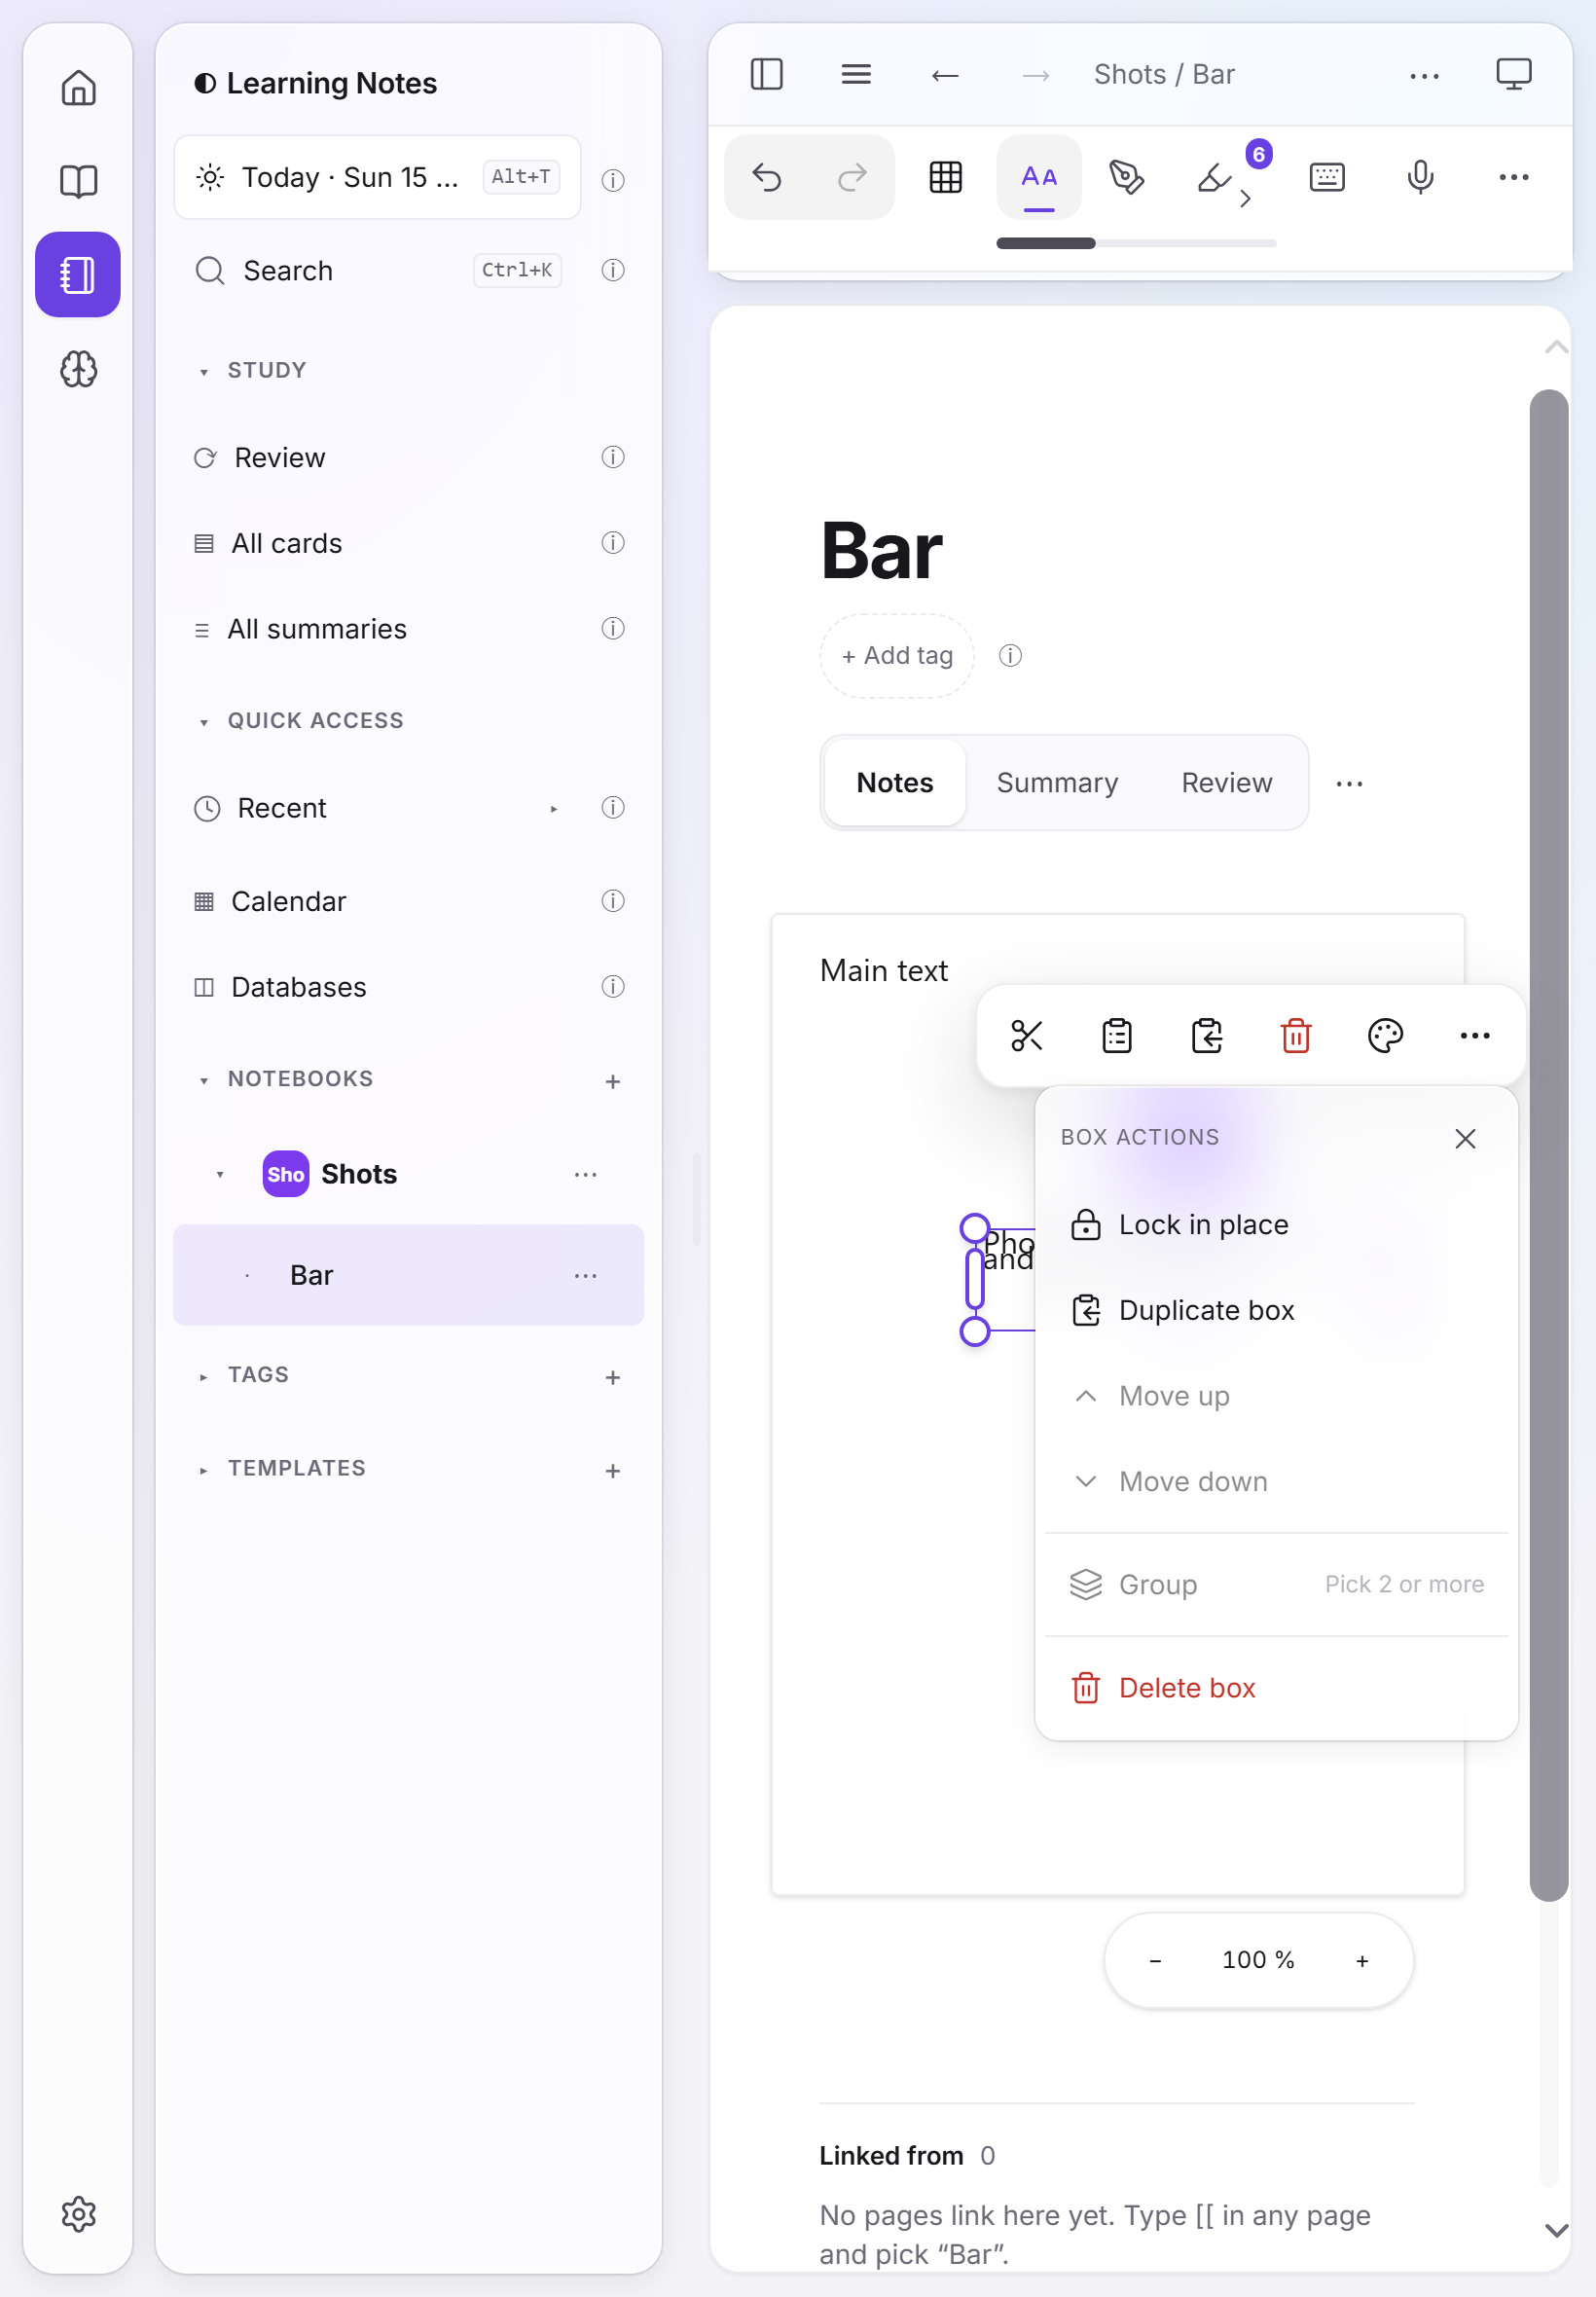 Learning Notes
Today · Sun 15 ... Alt+T
Search Ctrl+K
STUDY
Review
All cards
All summaries
QUICK ACCESS
Recent
Calendar
Databases
NOTEBOOKS
Sho Shots
Bar
TAGS
TEMPLATES
Shots / Bar
AA
6
Bar
+ Add tag
Notes Summary Review
Main text
Pho
and
BOX ACTIONS
Lock in place
Duplicate box
Move up
Move down
Group Pick 2 or more
Delete box
− 100 % +
Linked from 0
No pages link here yet. Type [[ in any page
and pick “Bar”.